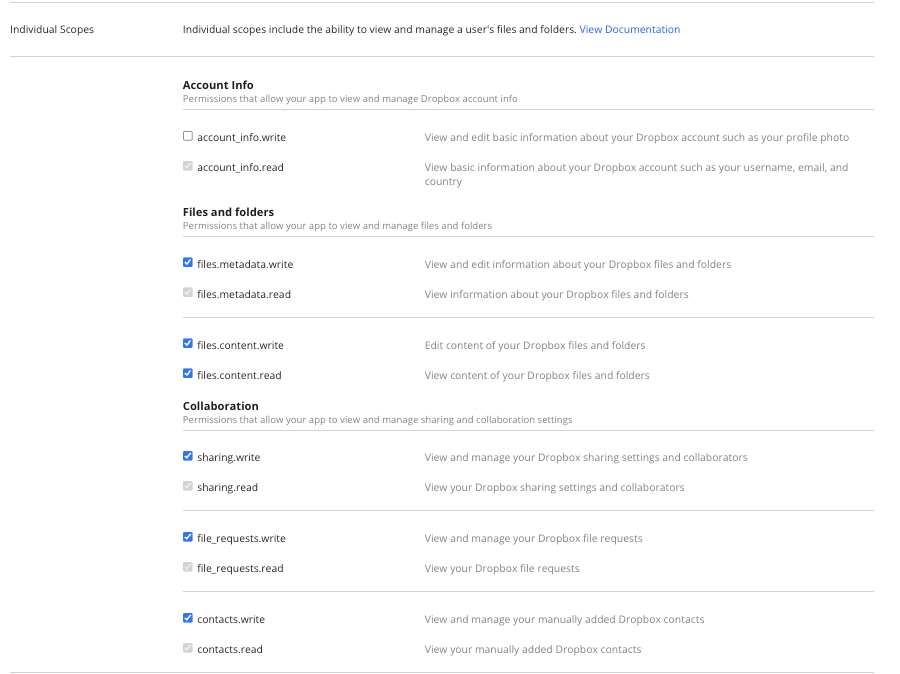 Individual Scopes
Individual scopes include the ability to view and manage a user's files and folders. View Documentation
Account Info
Permissions that allow your app to view and manage Dropbox account info
account_info.write
View and edit basic information about your Dropbox account such as your profile photo
account_info.read
View basic information about your Dropbox account such as your username, email, and
country
Files and folders
Permissions that allow your app to view and manage files and folders
files.metadata.write
View and edit information about your Dropbox files and folders
files.metadata.read
View information about your Dropbox files and folders
files.content.write
Edit content of your Dropbox files and folders
files.content.read
View content of your Dropbox files and folders
Collaboration
Permissions that allow your app to view and manage sharing and collaboration settings
sharing.write
View and manage your Dropbox sharing settings and collaborators
sharing.read
View your Dropbox sharing settings and collaborators
file_requests.write
View and manage your Dropbox file requests
file_requests.read
View your Dropbox file requests
contacts.write
View and manage your manually added Dropbox contacts
contacts.read
View your manually added Dropbox contacts